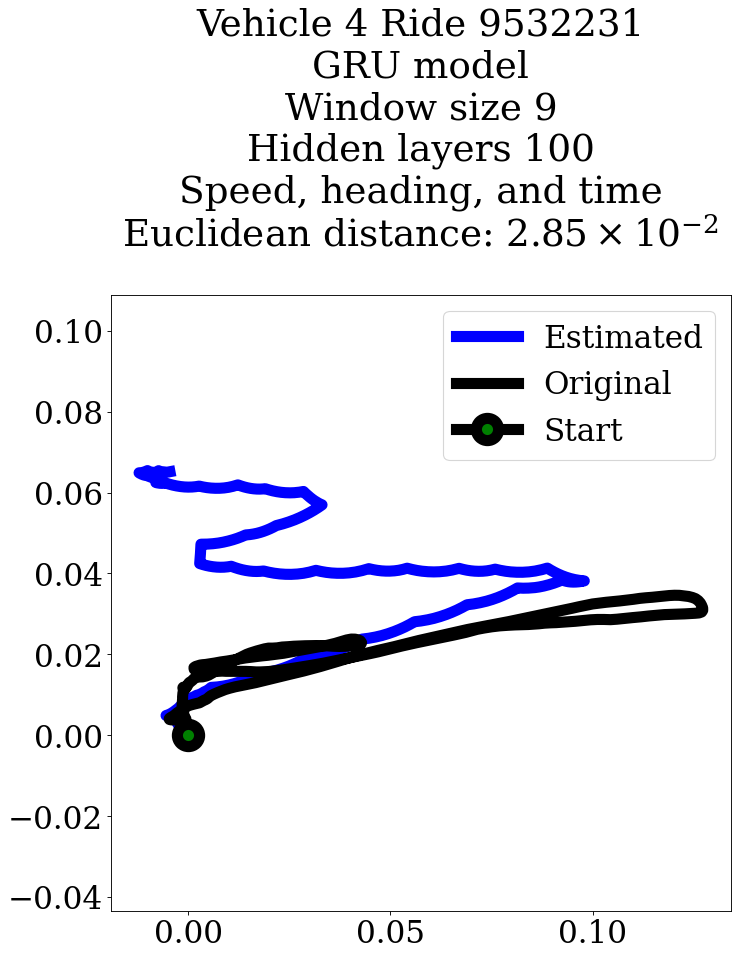 Vehicle 4 Ride 9532231
GRU model
Window size 9
Hidden layers 100
Speed, heading, and time
Euclidean distance: 2.85 × 10⁻²
Estimated
Original
Start
0.10
0.08
0.06
0.04
0.02
0.00
−0.02
−0.04
0.00 0.05 0.10